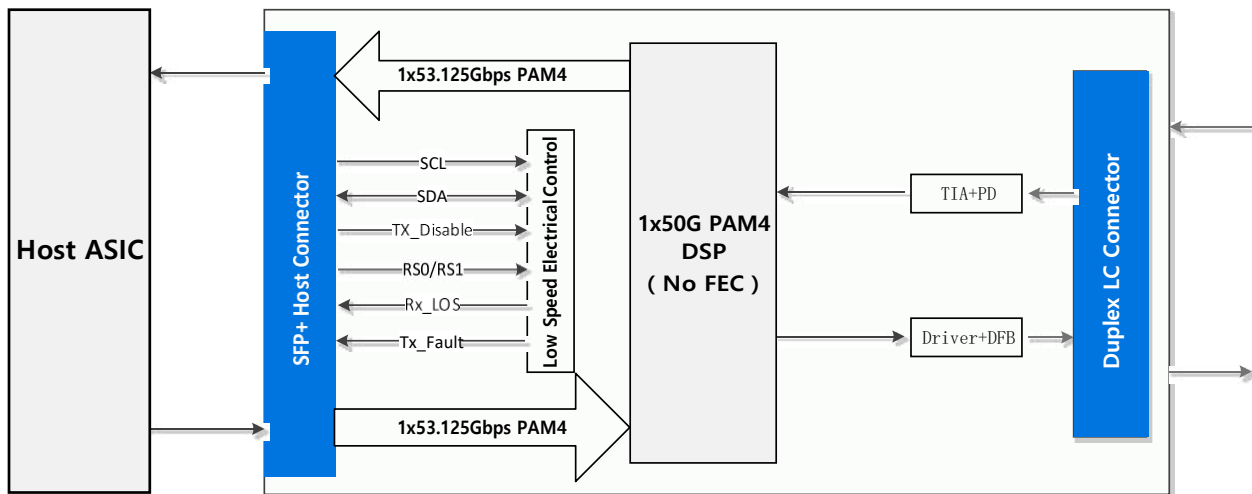 Host ASIC
SFP+ Host Connector
1x53.125Gbps PAM4
SCL
SDA
TX_Disable
RS0/RS1
Rx_LOS
Tx_Fault
Low Speed Electrical Control
1x53.125Gbps PAM4
1x50G PAM4
DSP
( No FEC )
TIA+PD
Driver+DFB
Duplex LC Connector